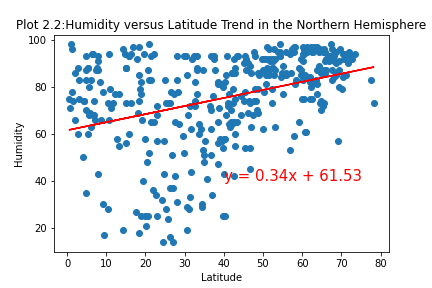 Plot 2.2:Humidity versus Latitude Trend in the Northern Hemisphere
100
80
60
40
20
Humidity
y = 0.34x + 61.53
0 10 20 30 40 50 60 70 80
Latitude